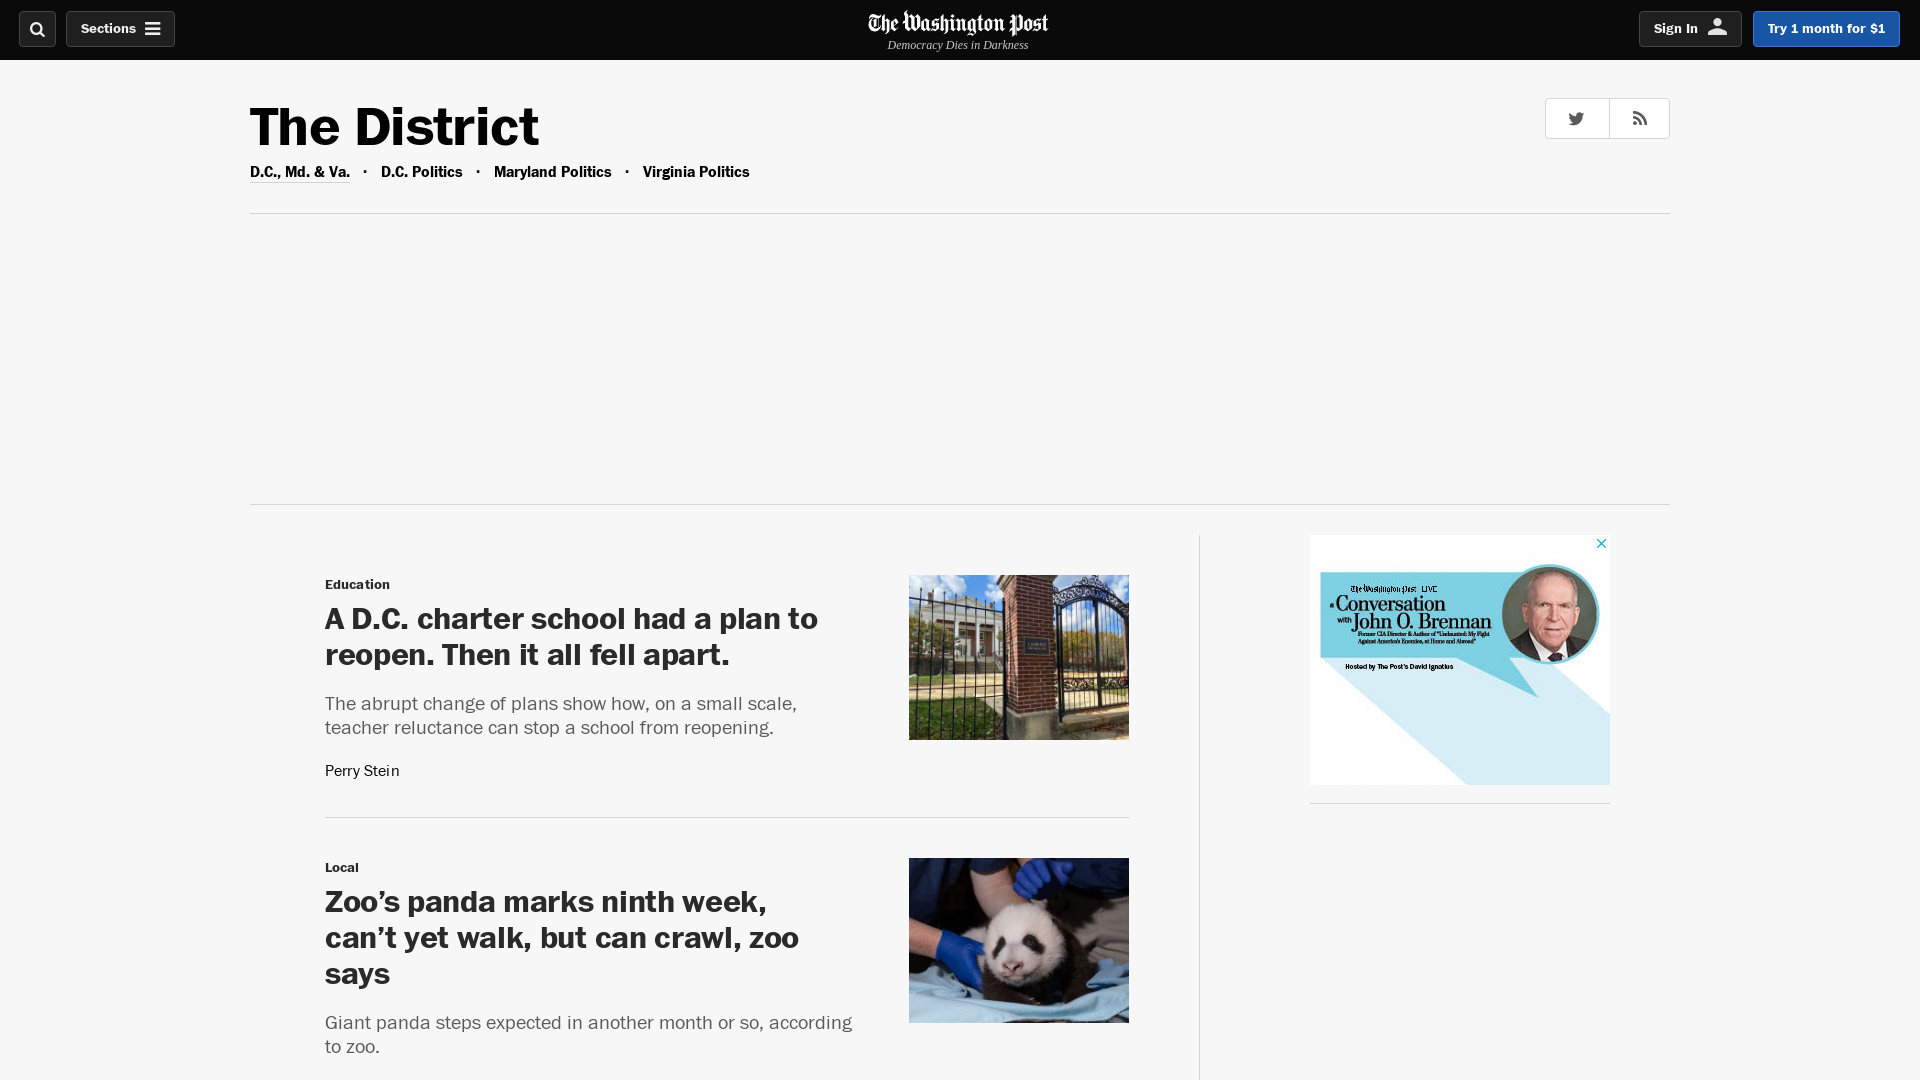 Sections
The Washington Post
Democracy Dies in Darkness
Sign In
Try 1 month for $1
The District
D.C., Md. & Va. · D.C. Politics · Maryland Politics · Virginia Politics
Education
A D.C. charter school had a plan to
reopen. Then it all fell apart.
The abrupt change of plans show how, on a small scale,
teacher reluctance can stop a school from reopening.
Perry Stein
Local
Zoo’s panda marks ninth week,
can’t yet walk, but can crawl, zoo
says
Giant panda steps expected in another month or so, according
to zoo.
The Washington Post LIVE
a Conversation
with John O. Brennan
Former CIA Director & Author of "Undaunted: My Fight
Against America's Enemies, at Home and Abroad"
Hosted by The Post's David Ignatius